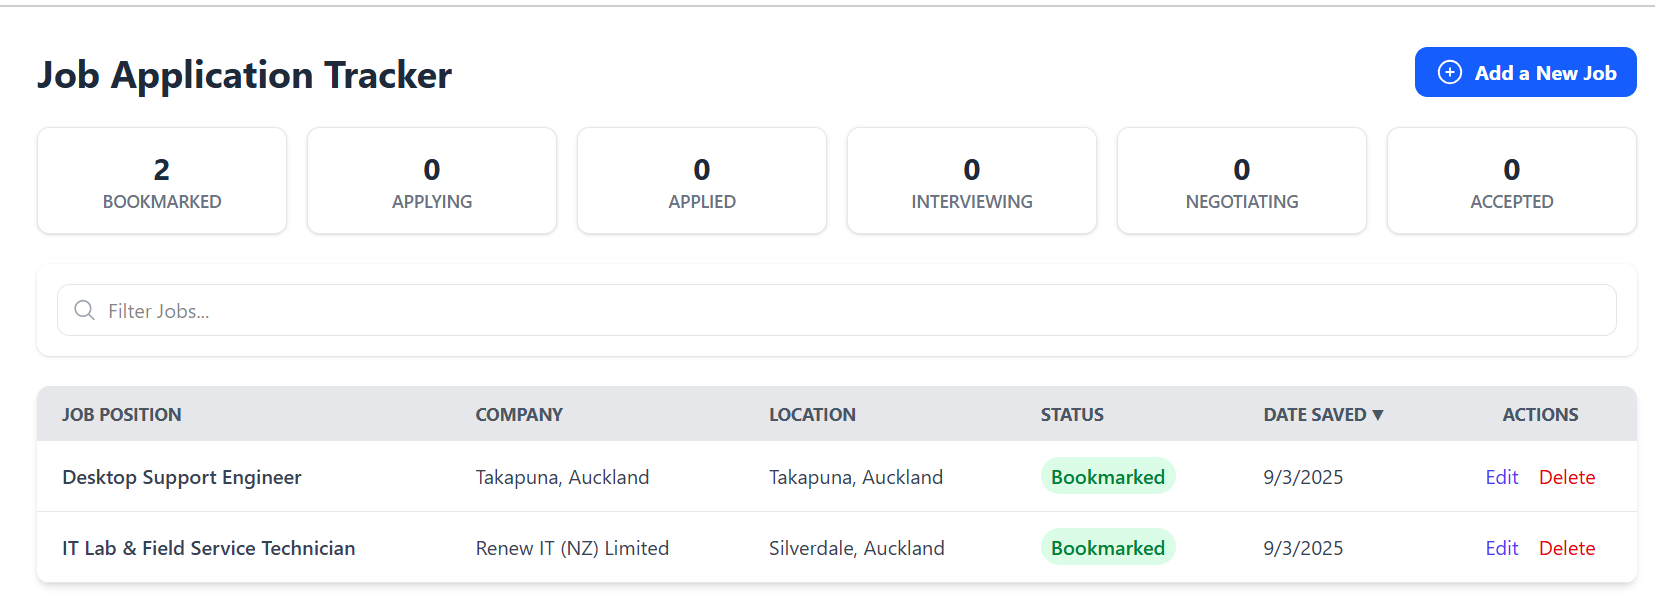 Job Application Tracker
Add a New Job
2
BOOKMARKED
0
APPLYING
0
APPLIED
0
INTERVIEWING
0
NEGOTIATING
0
ACCEPTED
Filter Jobs...
JOB POSITION COMPANY LOCATION STATUS DATE SAVED ▼ ACTIONS
Desktop Support Engineer Takapuna, Auckland Takapuna, Auckland Bookmarked 9/3/2025 Edit Delete
IT Lab & Field Service Technician Renew IT (NZ) Limited Silverdale, Auckland Bookmarked 9/3/2025 Edit Delete